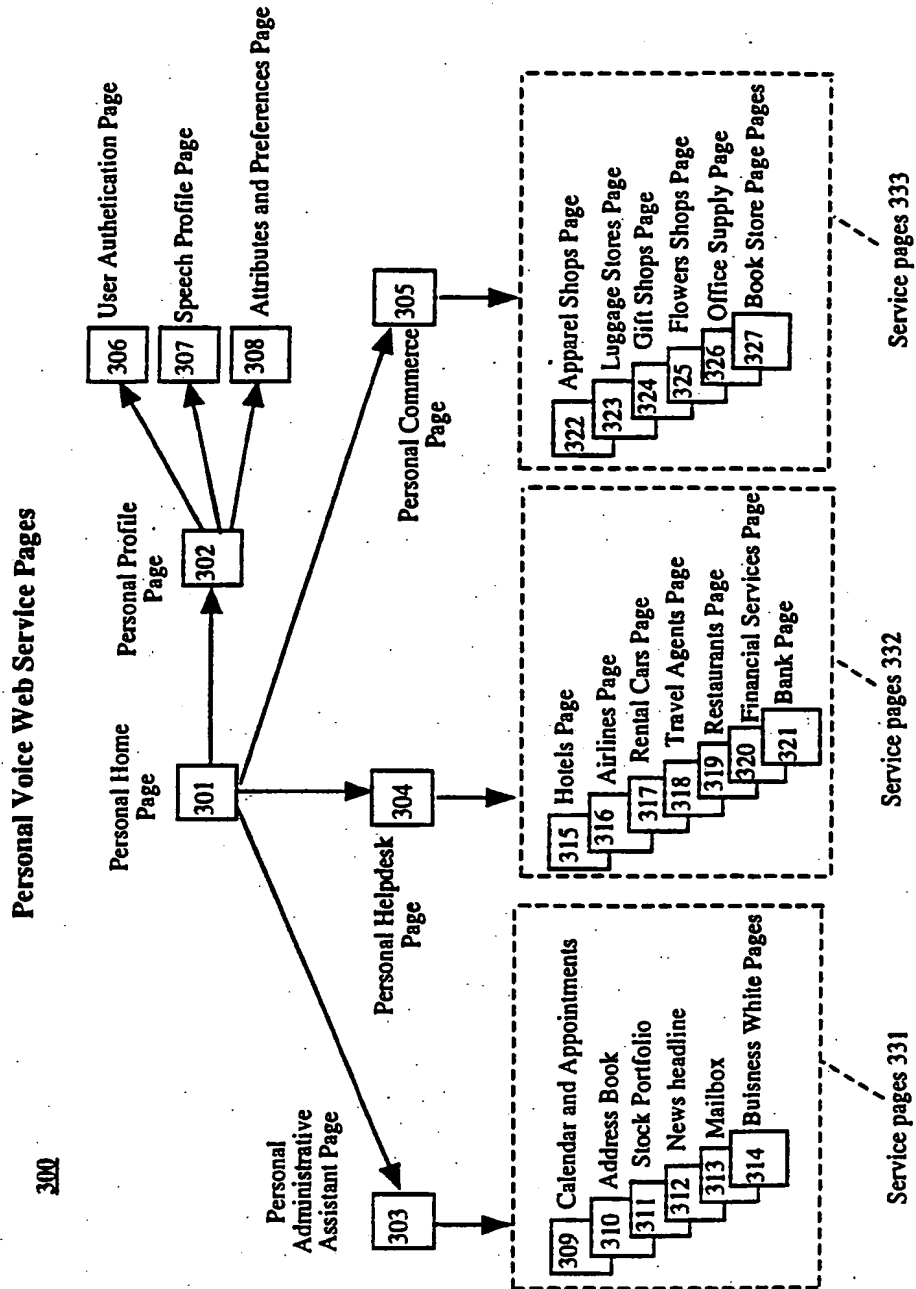 Personal Voice Web Service Pages
300
Personal Home
Page
301
Personal Profile
Page
302
User Authetication Page
306
Speech Profile Page
307
Attributes and Preferences Page
308
Personal
Administrative
Assistant Page
303
Personal Helpdesk
Page
304
Personal Commerce
Page
305
309 Calendar and Appointments
310 Address Book
311 Stock Portfolio
312 News headline
313 Mailbox
314 Buisness White Pages
Service pages 331
315 Hotels Page
316 Airlines Page
317 Rental Cars Page
318 Travel Agents Page
319 Restaurants Page
320 Financial Services Page
321 Bank Page
Service pages 332
322 Apparel Shops Page
323 Luggage Stores Page
324 Gift Shops Page
325 Flowers Shops Page
326 Office Supply Page
327 Book Store Page Pages
Service pages 333